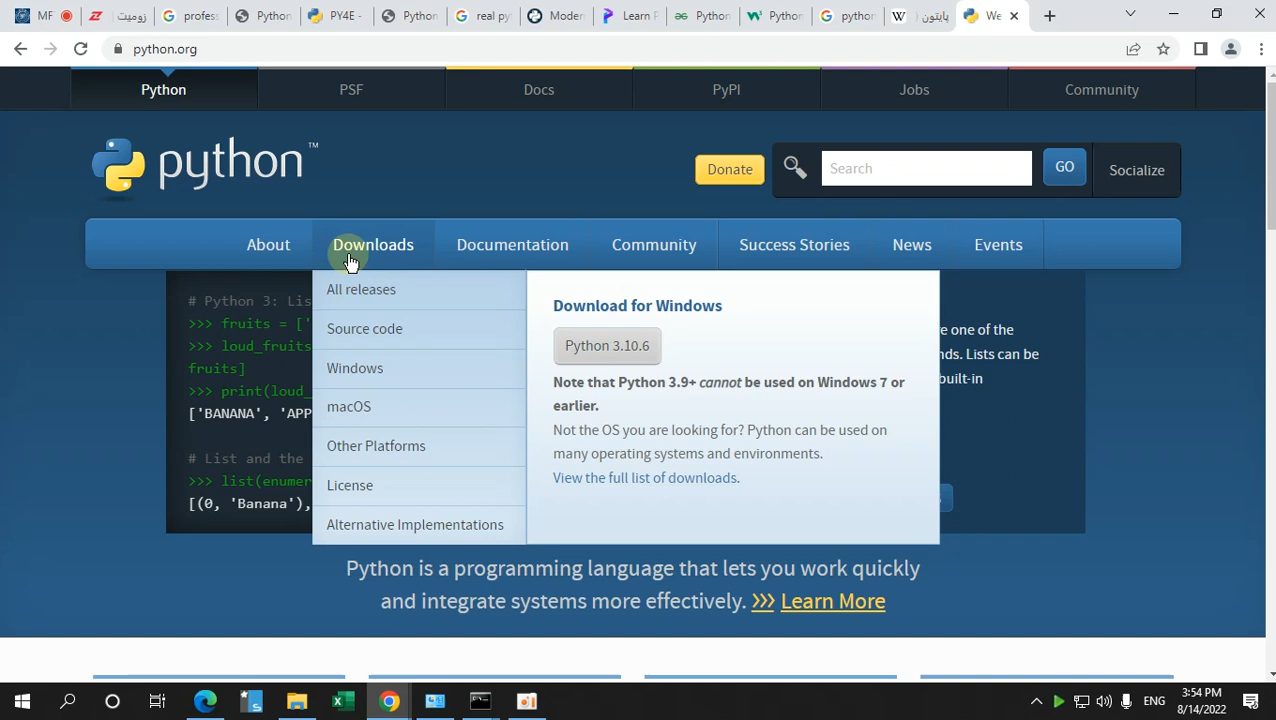 MF
زومیت
profes
Python
PY4E -
Python
real py
Modern
Learn P
Python
Python
python
پایتون
We
python.org
Python
PSF
Docs
PyPI
Jobs
Community
python™
Donate
Search
GO
Socialize
About
Downloads
Documentation
Community
Success Stories
News
Events
# Python 3: Lis
>>> fruits = ['
>>> loud_fruits
fruits]
>>> print(loud_
['BANANA', 'APP
# List and the
>>> list(enumer
[(0, 'Banana'),
All releases
Source code
Windows
macOS
Other Platforms
License
Alternative Implementations
Download for Windows
Python 3.10.6
Note that Python 3.9+ cannot be used on Windows 7 or
earlier.
Not the OS you are looking for? Python can be used on
many operating systems and environments.
View the full list of downloads.
e one of the
nds. Lists can be
built-in
Python is a programming language that lets you work quickly
and integrate systems more effectively. >>> Learn More
ENG
3:54 PM
8/14/2022